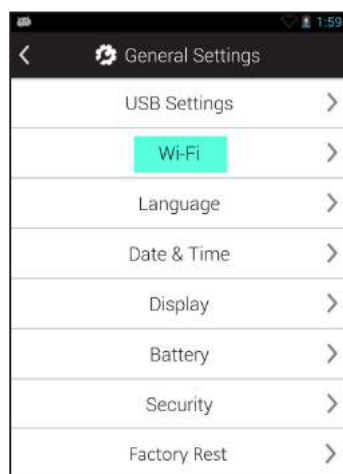 1:59
General Settings
USB Settings
Wi-Fi
Language
Date & Time
Display
Battery
Security
Factory Rest